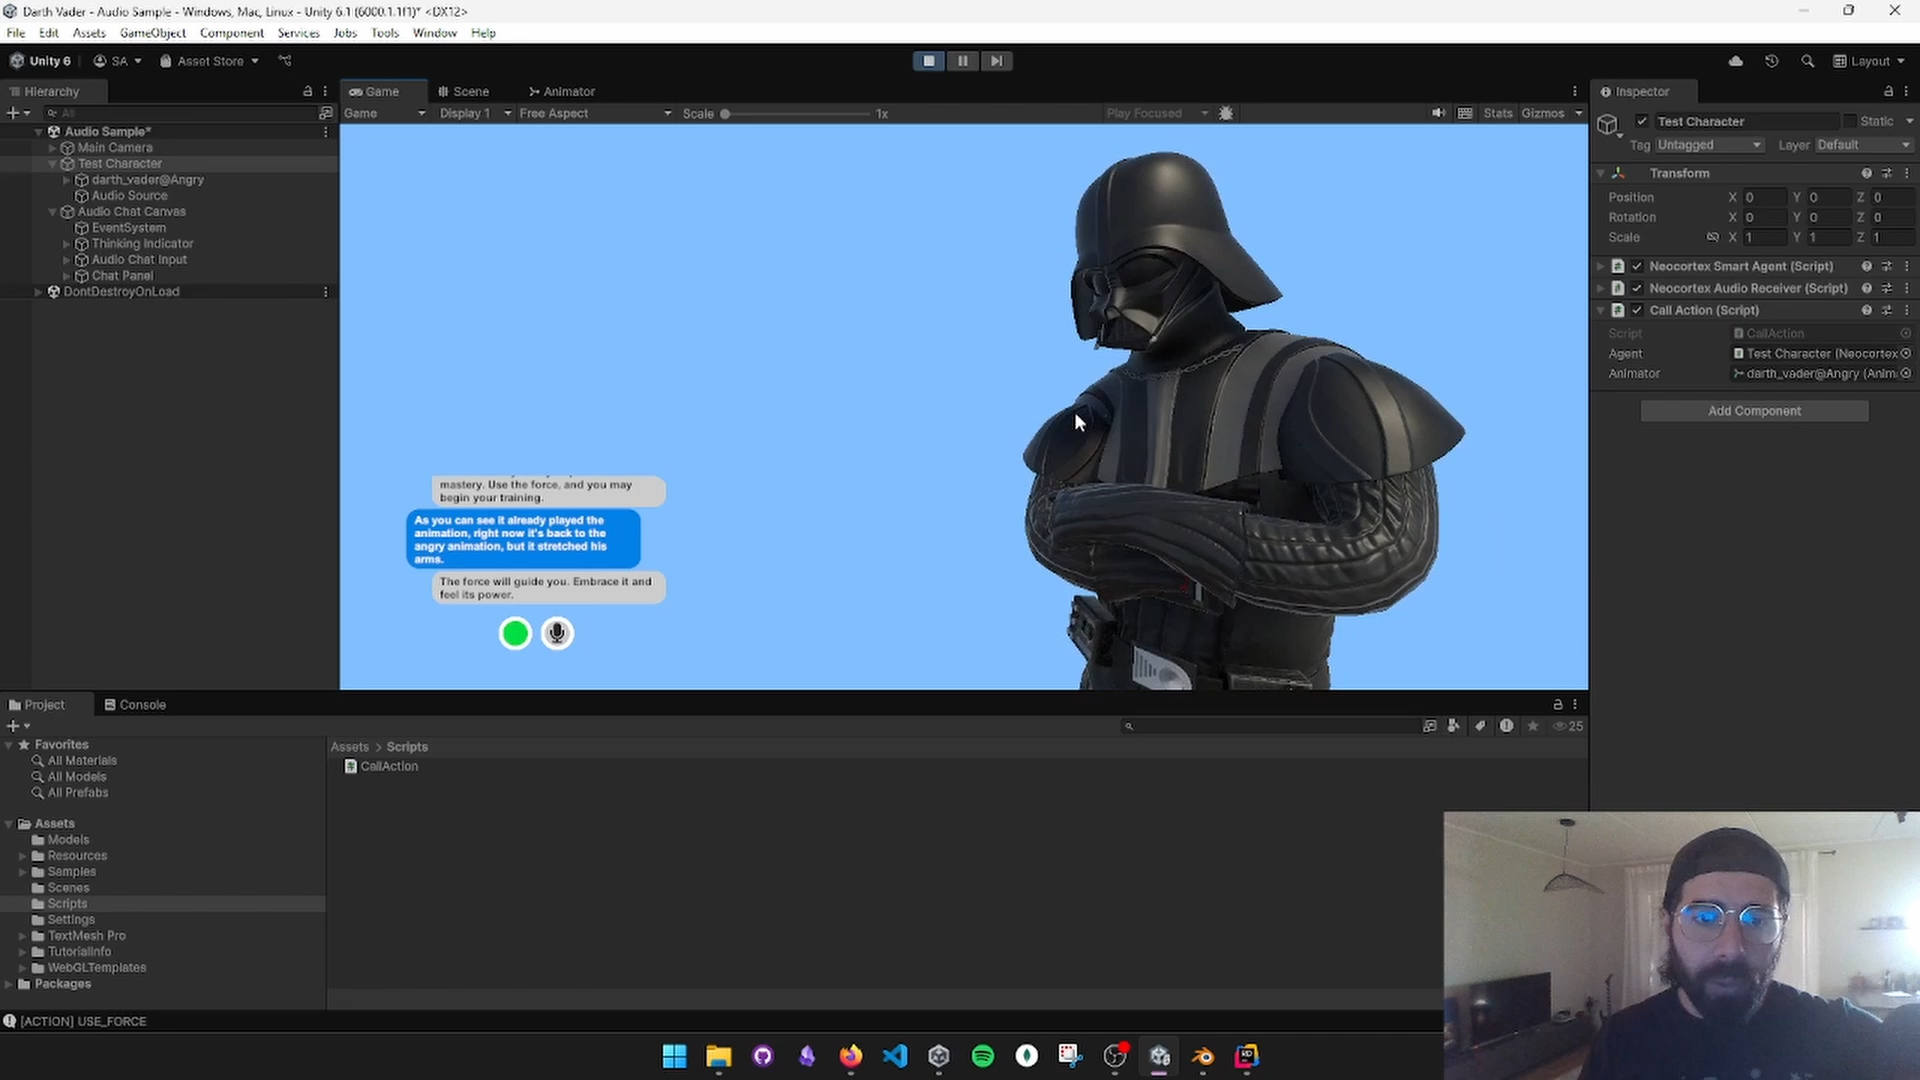 Darth Vader - Audio Sample - Windows, Mac, Linux - Unity 6.1 (6000.1.1f1)* <DX12>
File Edit Assets GameObject Component Services Jobs Tools Window Help
Unity 6 SA Asset Store Layout
Hierarchy
All
Audio Sample*
Main Camera
Test Character
darth_vader@Angry
Audio Source
Audio Chat Canvas
EventSystem
Thinking Indicator
Audio Chat Input
Chat Panel
DontDestroyOnLoad
Game Scene Animator
Game Display 1 Free Aspect Scale 1x Play Focused Stats Gizmos
mastery. Use the force, and you may
begin your training.
As you can see it already played the
animation, right now it's back to the
angry animation, but it stretched his
arms.
The force will guide you. Embrace it and
feel its power.
Inspector
Test Character Static
Tag Untagged Layer Default
Transform
Position X 0 Y 0 Z 0
Rotation X 0 Y 0 Z 0
Scale X 1 Y 1 Z 1
Neocortex Smart Agent (Script)
Neocortex Audio Receiver (Script)
Call Action (Script)
Script CallAction
Agent Test Character (Neocortex
Animator darth_vader@Angry (Anim
Add Component
Project Console
25
Favorites
All Materials
All Models
All Prefabs
Assets
Models
Resources
Samples
Scenes
Scripts
Settings
TextMesh Pro
TutorialInfo
WebGLTemplates
Packages
Assets > Scripts
CallAction
[ACTION] USE_FORCE
RD